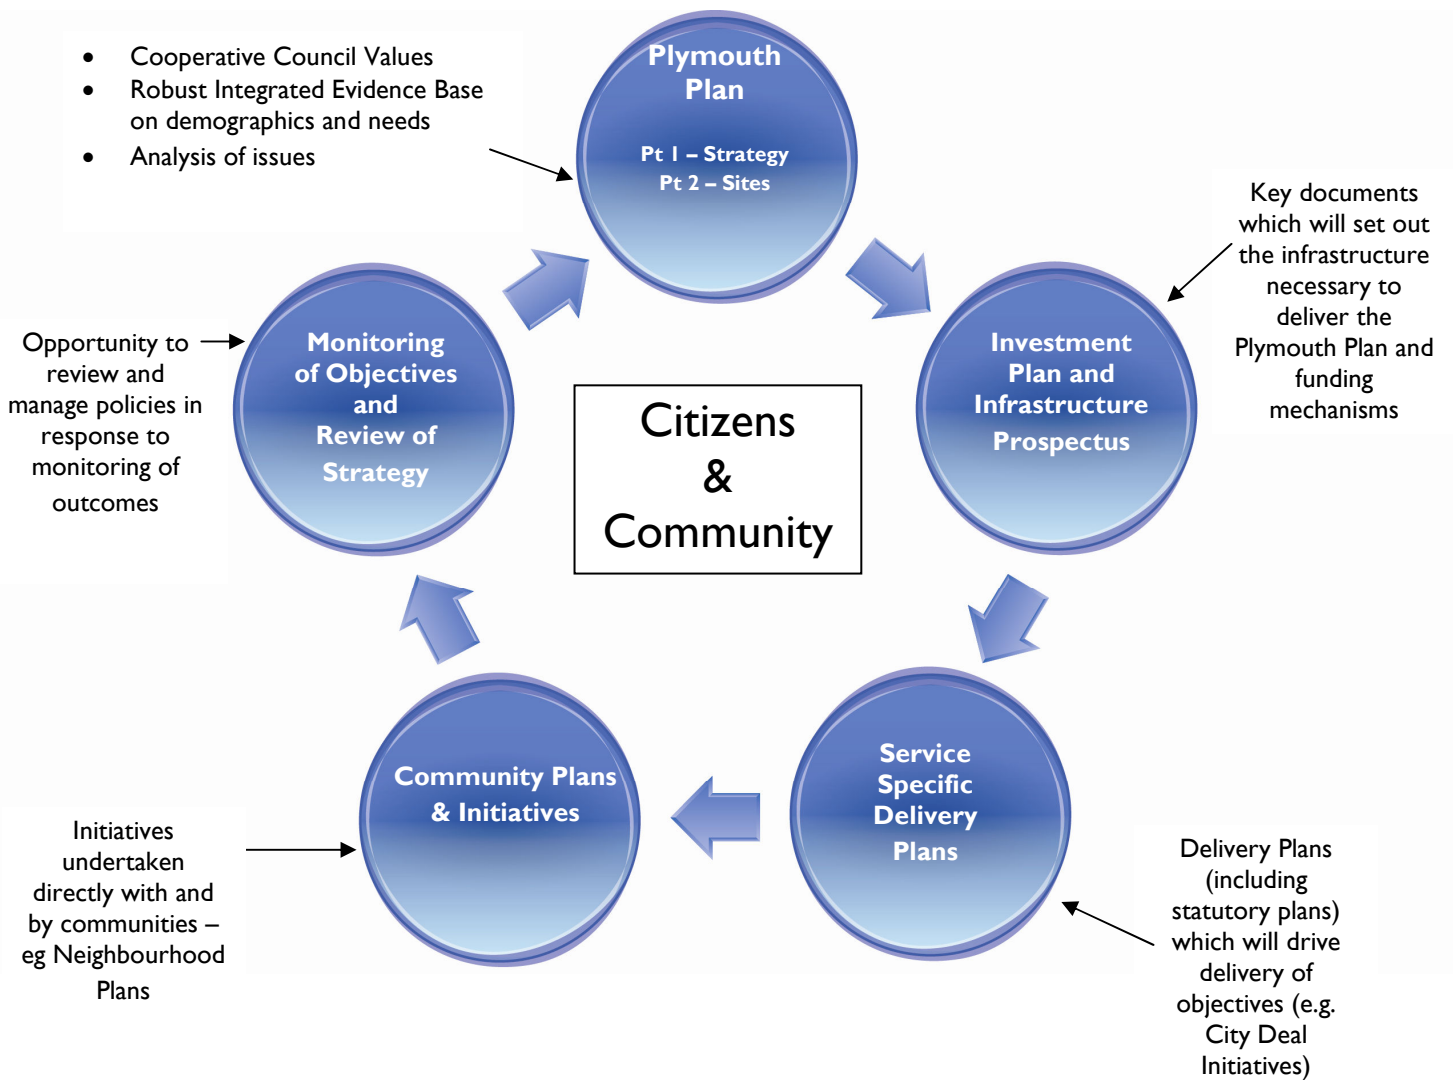 • Cooperative Council Values
• Robust Integrated Evidence Base
on demographics and needs
• Analysis of issues
Plymouth
Plan
Pt 1 – Strategy
Pt 2 – Sites
Key documents
which will set out
the infrastructure
necessary to
deliver the
Plymouth Plan and
funding
mechanisms
Investment
Plan and
Infrastructure
Prospectus
Service
Specific
Delivery
Plans
Delivery Plans
(including
statutory plans)
which will drive
delivery of
objectives (e.g.
City Deal
Initiatives)
Community Plans
& Initiatives
Initiatives
undertaken
directly with and
by communities –
eg Neighbourhood
Plans
Monitoring
of Objectives
and
Review of
Strategy
Opportunity to
review and
manage policies in
response to
monitoring of
outcomes
Citizens
&
Community